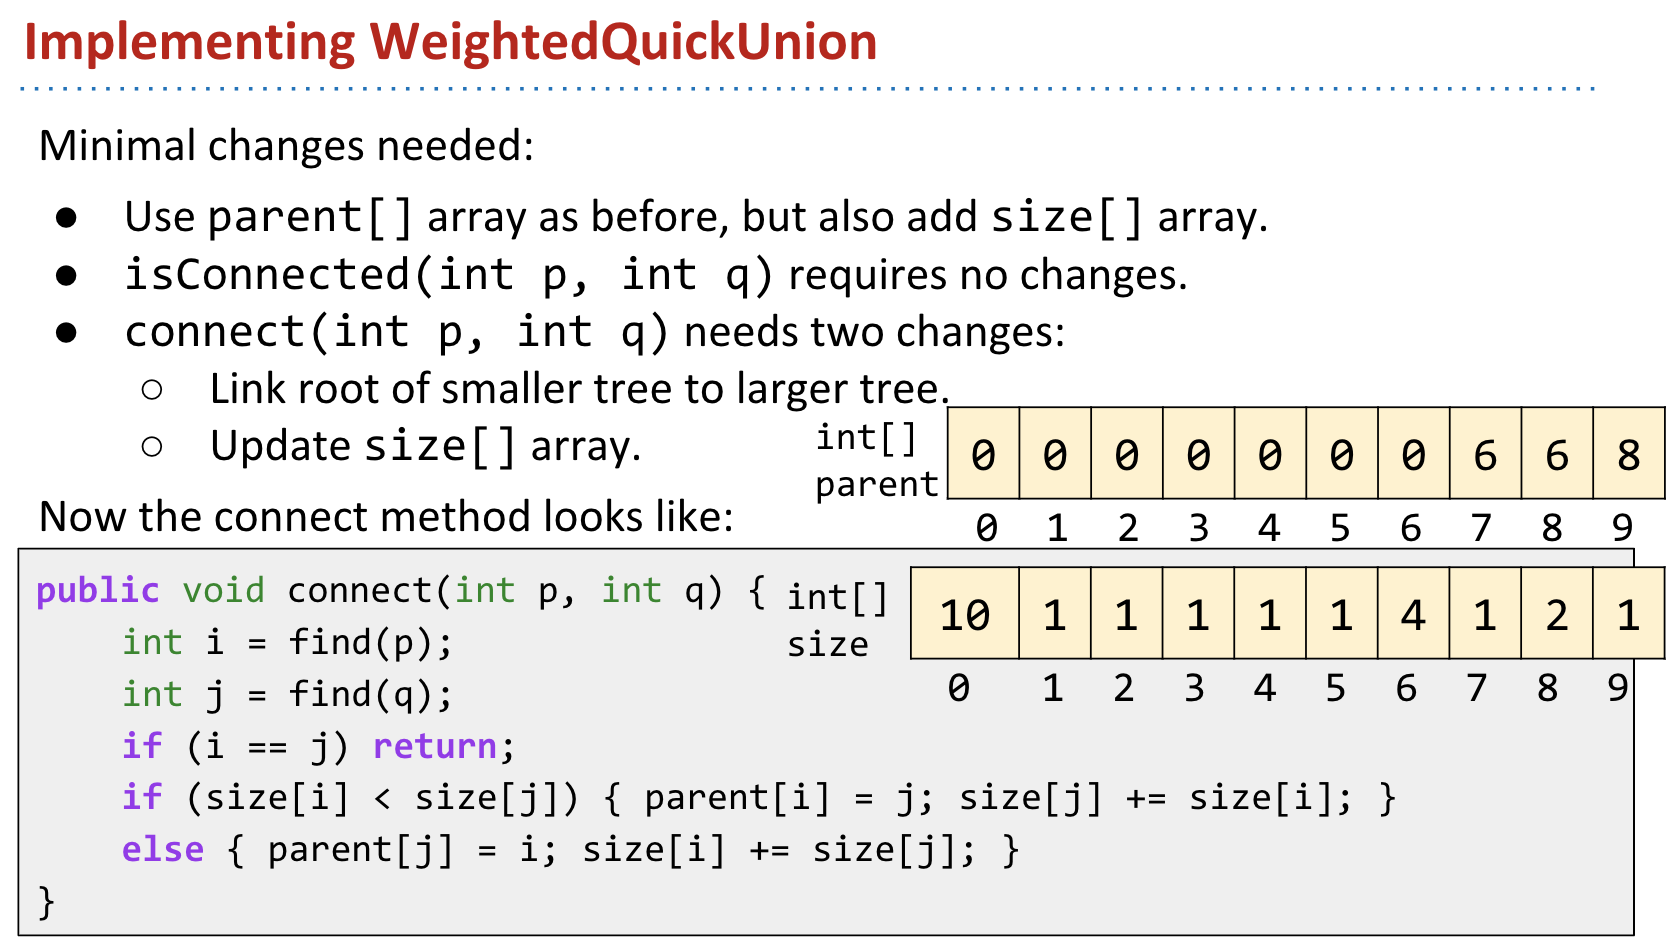 Implementing WeightedQuickUnion
Minimal changes needed:
● Use parent[] array as before, but also add size[] array.
● isConnected(int p, int q) requires no changes.
● connect(int p, int q) needs two changes:
○ Link root of smaller tree to larger tree.
○ Update size[] array.
int[]
parent
0 0 0 0 0 0 0 6 6 8
0 1 2 3 4 5 6 7 8 9
Now the connect method looks like:
int[]
size
10 1 1 1 1 1 4 1 2 1
0 1 2 3 4 5 6 7 8 9
public void connect(int p, int q) {
    int i = find(p);
    int j = find(q);
    if (i == j) return;
    if (size[i] < size[j]) { parent[i] = j; size[j] += size[i]; }
    else { parent[j] = i; size[i] += size[j]; }
}